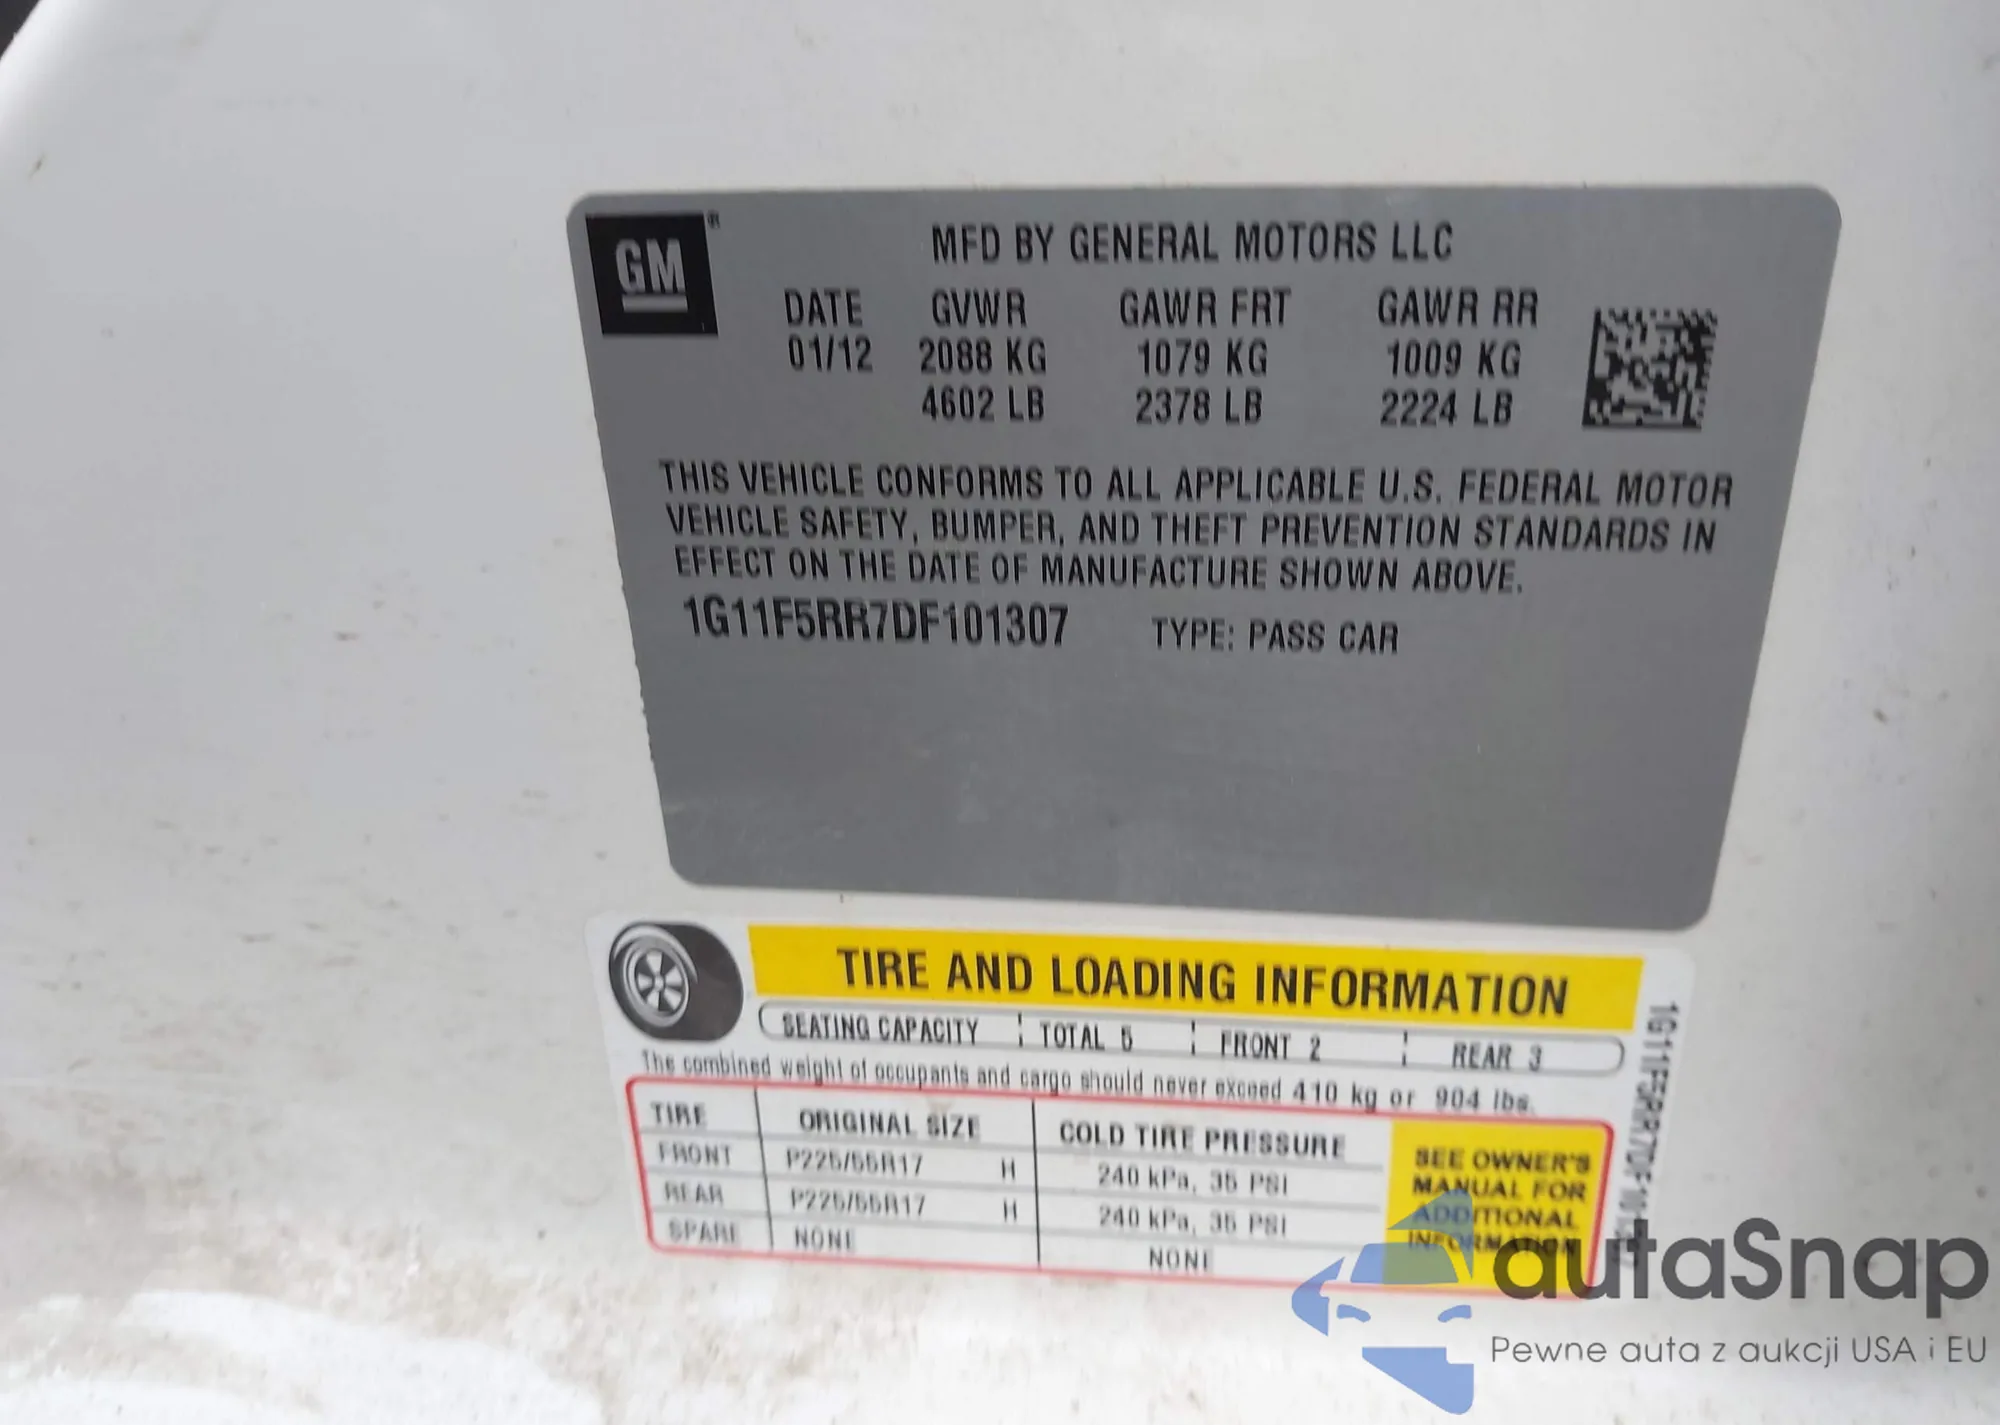 GM
MFD BY GENERAL MOTORS LLC
DATE GVWR GAWR FRT GAWR RR
01/12 2088 KG 1079 KG 1009 KG
4602 LB 2378 LB 2224 LB
THIS VEHICLE CONFORMS TO ALL APPLICABLE U.S. FEDERAL MOTOR
VEHICLE SAFETY, BUMPER, AND THEFT PREVENTION STANDARDS IN
EFFECT ON THE DATE OF MANUFACTURE SHOWN ABOVE.
1G11F5RR7DF101307 TYPE: PASS CAR
TIRE AND LOADING INFORMATION
SEATING CAPACITY TOTAL 5 FRONT 2 REAR 3
The combined weight of occupants and cargo should never exceed 410 kg or 904 lbs.
TIRE ORIGINAL SIZE COLD TIRE PRESSURE
FRONT P225/55R17 H 240 kPa, 35 PSI
REAR P225/55R17 H 240 kPa, 35 PSI
SPARE NONE NONE
SEE OWNER'S
MANUAL FOR
ADDITIONAL
INFORMATION
1G11F5RR7DF101307
autaSnap
Pewne auta z aukcji USA i EU